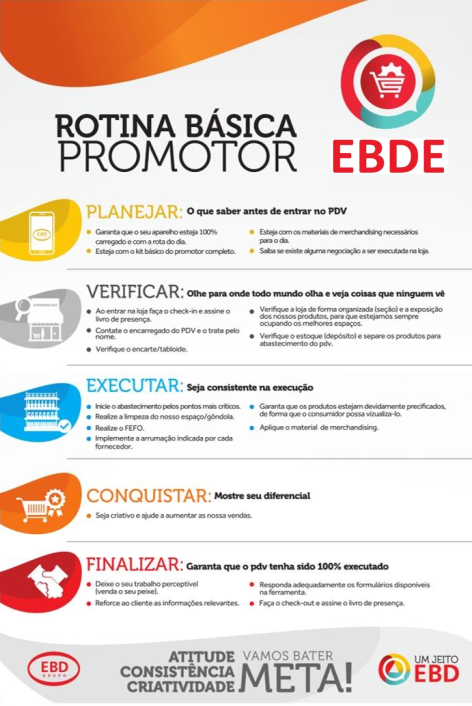 ROTINA BÁSICA
PROMOTOR
EBDE
EBD
PLANEJAR: O que saber antes de entrar no PDV
Garanta que o seu aparelho esteja 100%
carregado e com a rota do dia.
Esteja com o kit básico do promotor completo.
Esteja com os materiais de merchandising necessários
para o dia.
Saiba se existe alguma negociação a ser executada na loja.
VERIFICAR: Olhe para onde todo mundo olha e veja coisas que ninguem vê
Ao entrar na loja faça o check-in e assine o
livro de presença.
Contate o encarregado do PDV e o trate pelo
nome.
Verifique o encarte/tabloide.
Verifique a loja de forma organizada (seção) e a exposição
dos nossos produtos, para que estejamos sempre
ocupando os melhores espaços.
Verifique o estoque (depósito) e separe os produtos para
abastecimento do pdv.
EXECUTAR: Seja consistente na execução
Inicie o abastecimento pelos pontos mais críticos.
Realize a limpeza do nosso espaço/gôndola.
Realize o FEFO.
Implemente a arrumação indicada por cada
fornecedor.
Garanta que os produtos estejam devidamente precificados,
de forma que o consumidor possa vizualiza-lo.
Aplique o material de merchandising.
CONQUISTAR: Mostre seu diferencial
Seja criativo e ajude a aumentar as nossa vendas.
FINALIZAR: Garanta que o pdv tenha sido 100% executado
Deixe o seu trabalho perceptível
(venda o seu peixe).
Reforce ao cliente as informações relevantes.
Responda adequadamente os formulários disponíveis
na ferramenta.
Faça o check-out e assine o livro de presença.
EBD
GRUPO
ATITUDE
CONSISTÊNCIA
CRIATIVIDADE
VAMOS BATER
META!
UM JEITO
EBD